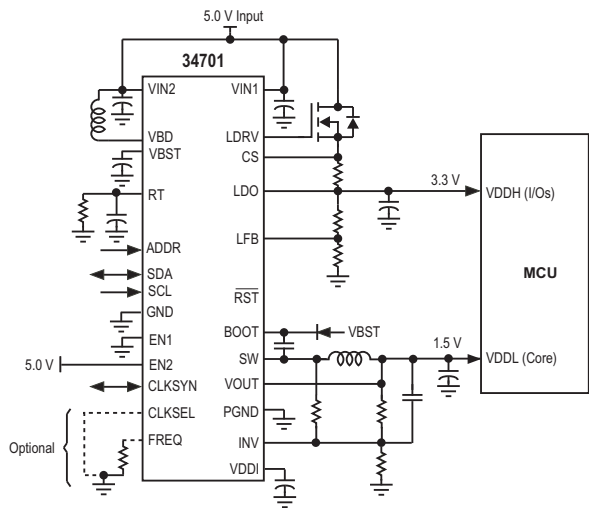 5.0 V Input
34701
VIN2
VIN1
VBD
LDRV
VBST
CS
RT
LDO
3.3 V
VDDH (I/Os)
ADDR
LFB
SDA
MCU
SCL
RST
GND
BOOT
VBST
EN1
1.5 V
5.0 V
EN2
SW
VDDL (Core)
CLKSYN
VOUT
CLKSEL
PGND
Optional
FREQ
INV
VDDI